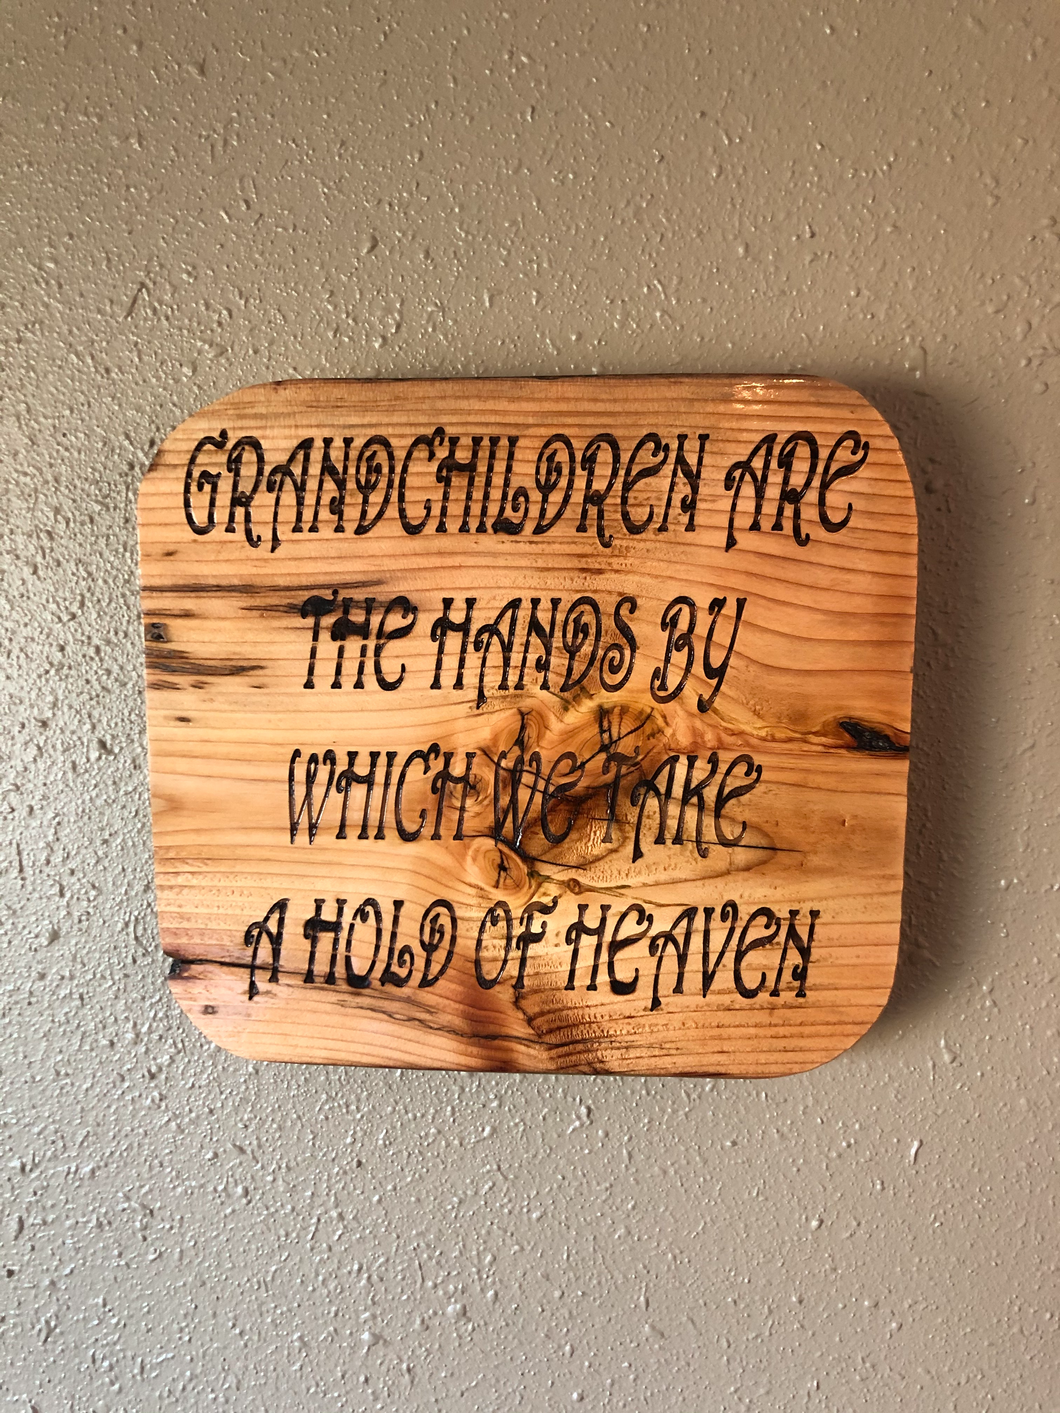 GRANDCHILDREN ARE
THE HANDS BY
WHICH WE TAKE
A HOLD OF HEAVEN